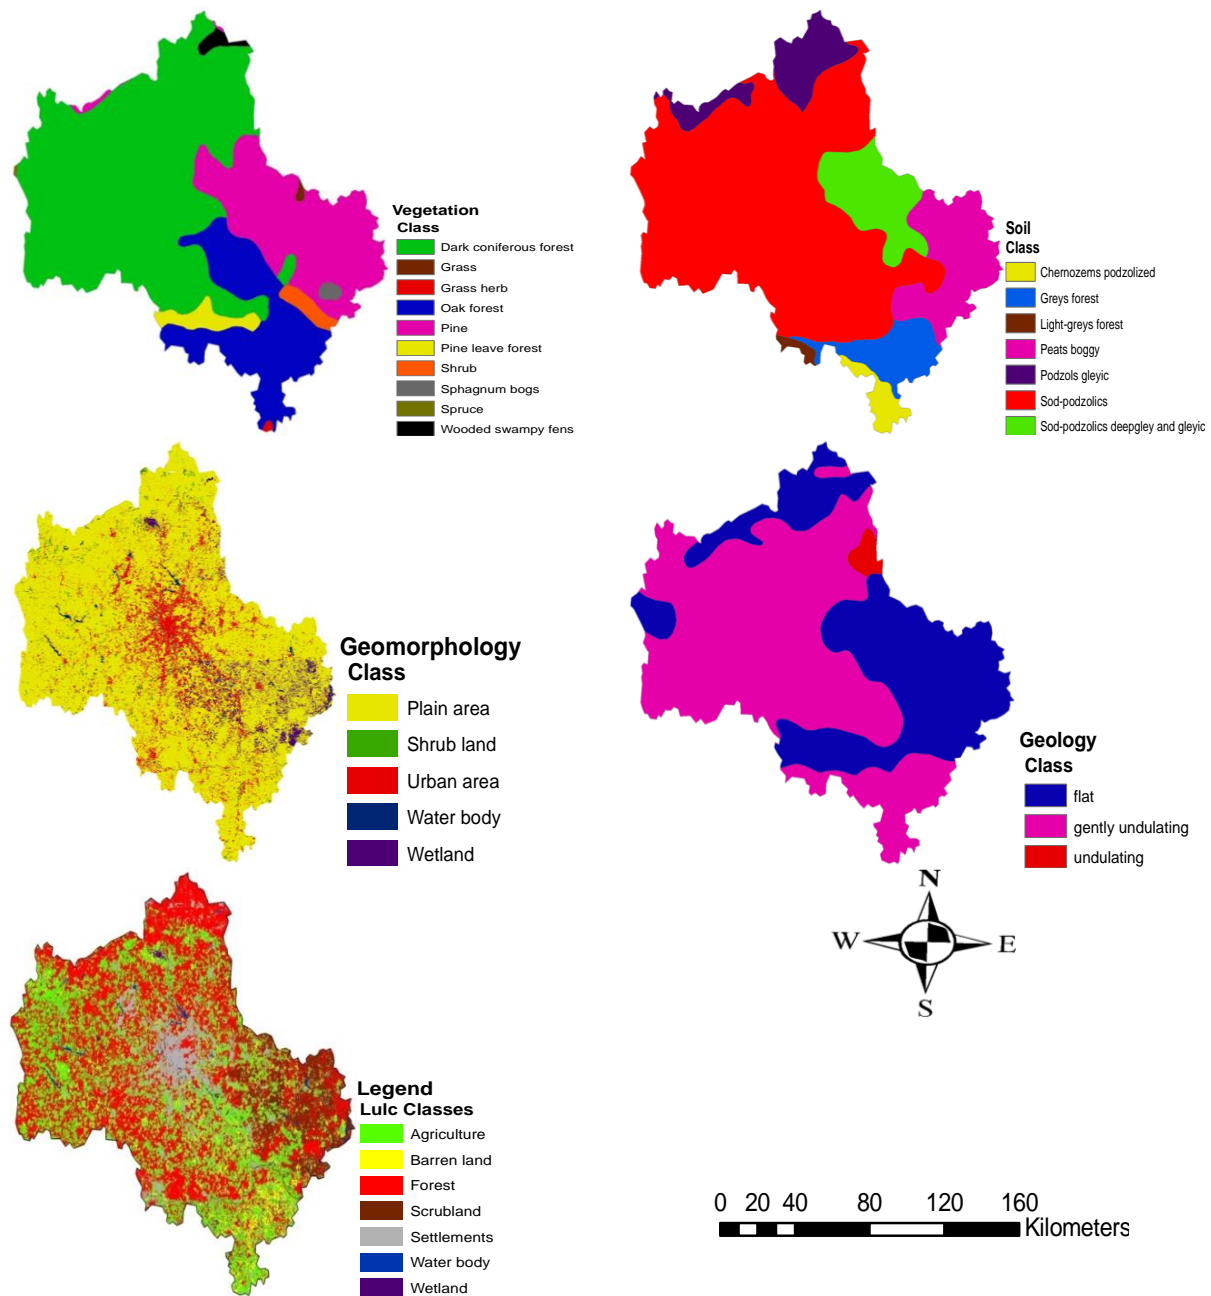 Vegetation
Class
Dark coniferous forest
Grass
Grass herb
Oak forest
Pine
Pine leave forest
Shrub
Sphagnum bogs
Spruce
Wooded swampy fens
Soil
Class
Chernozems podzolized
Greys forest
Light-greys forest
Peats boggy
Podzols gleyic
Sod-podzolics
Sod-podzolics deepgley and gleyic
Geomorphology
Class
Plain area
Shrub land
Urban area
Water body
Wetland
Geology
Class
flat
gently undulating
undulating
N
W E
S
Legend
Lulc Classes
Agriculture
Barren land
Forest
Scrubland
Settlements
Water body
Wetland
0 20 40 80 120 160
Kilometers